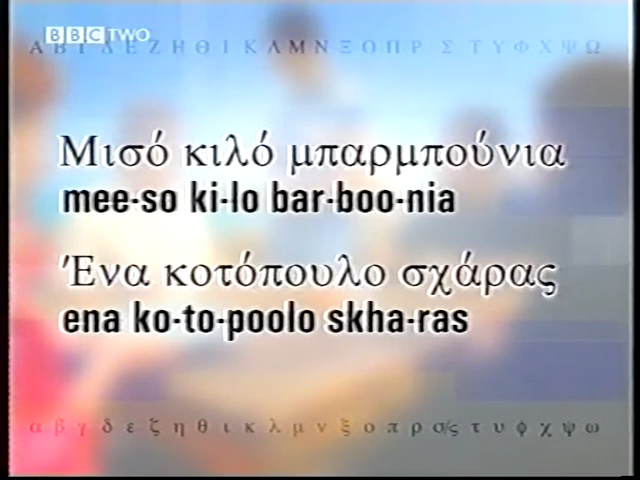 BBC TWO
Α Β Γ Δ Ε Ζ Η Θ Ι Κ Λ Μ Ν Ξ Ο Π Ρ Σ Τ Υ Φ Χ Ψ Ω
Μισό κιλό μπαρμπούνια
mee-so ki-lo bar-boo-nia
Ένα κοτόπουλο σχάρας
ena ko-to-poolo skha-ras
α β γ δ ε ζ η θ ι κ λ μ ν ξ ο π ρ σ/ς τ υ φ χ ψ ω